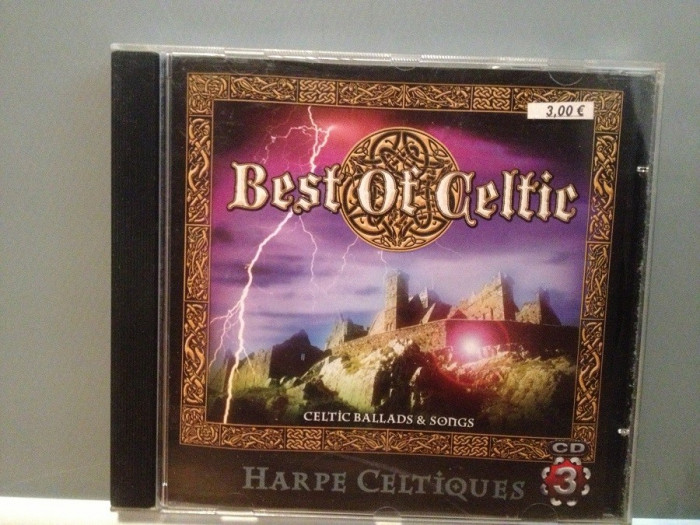 3,00 €
Best Of Celtic
CELTIC BALLADS & SONGS
CD
3
HARPE CELTIQUES